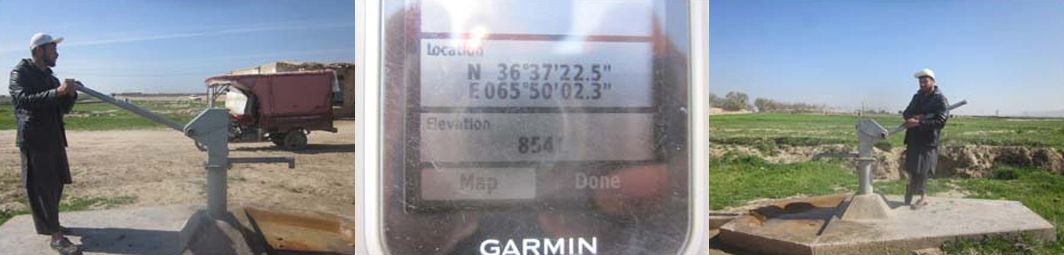 Location
N 36°37'22.5"
E 065°50'02.3"
Elevation
854'
Map Done
GARMIN